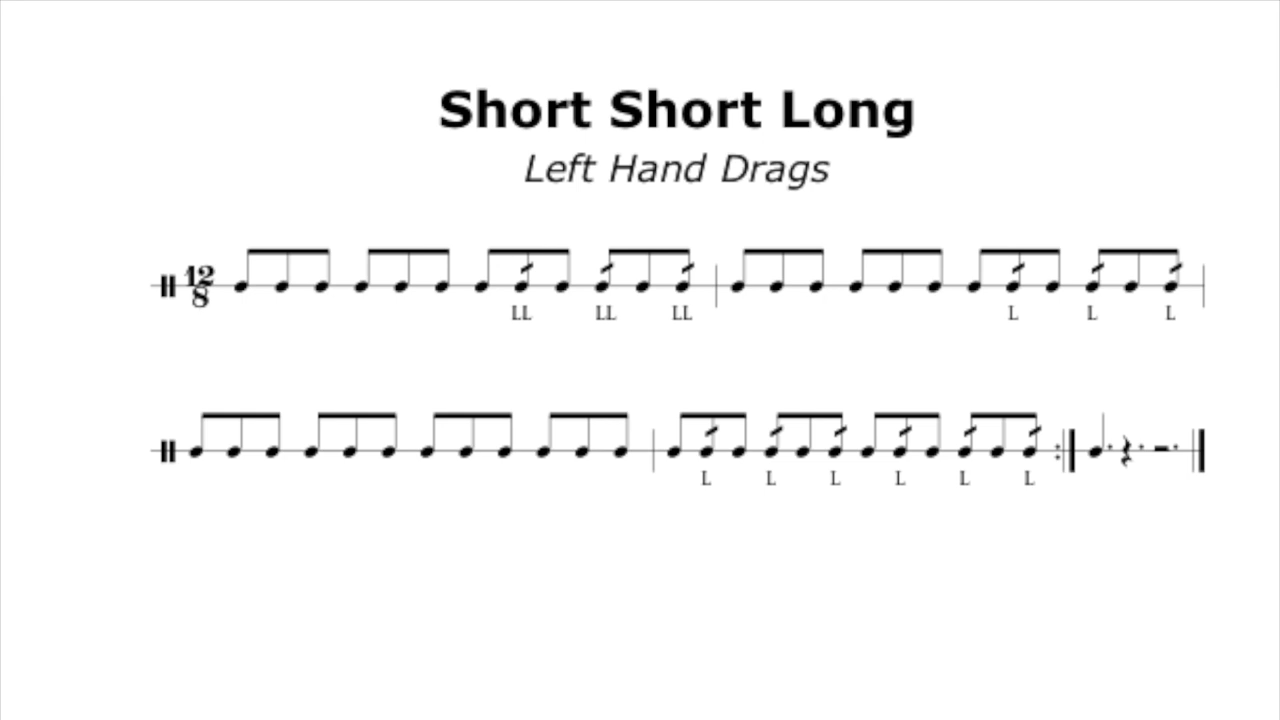 Short Short Long
Left Hand Drags
12
8
LL LL LL L L L
L L L L L L